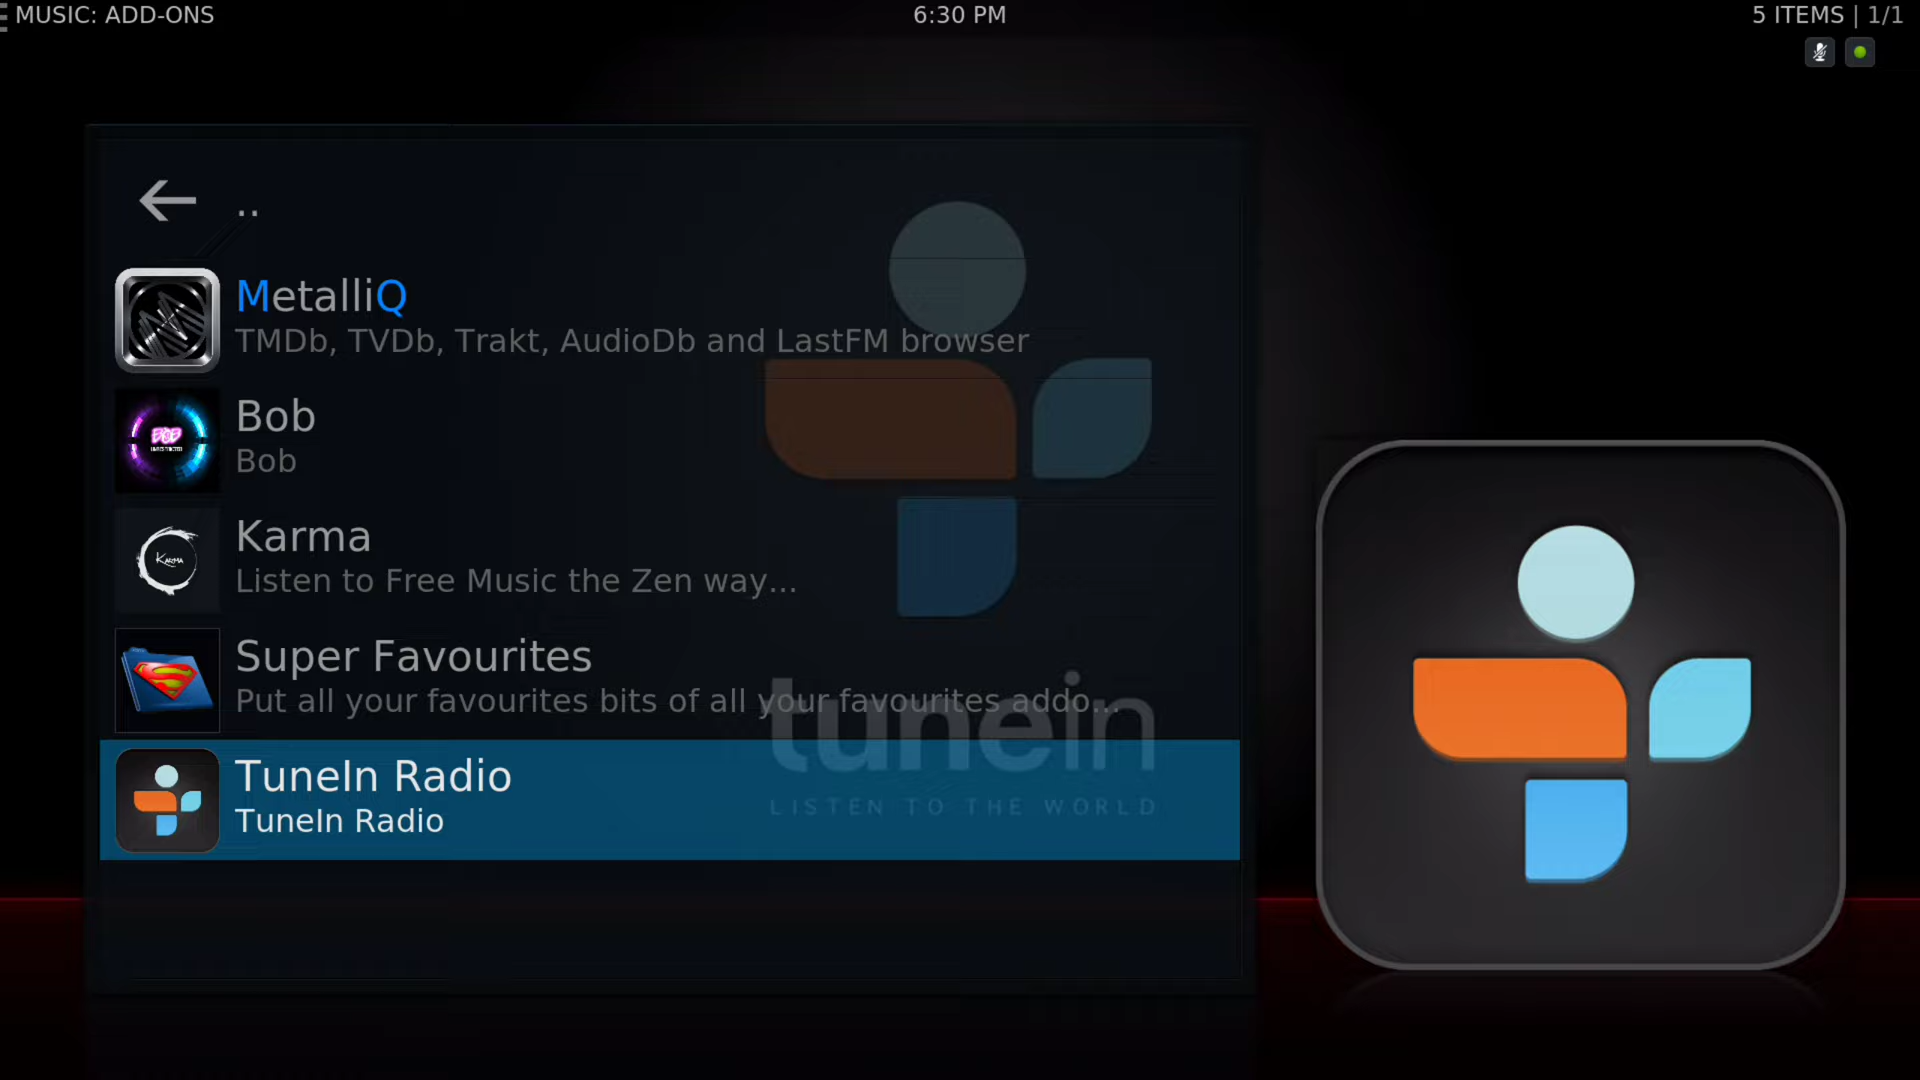 MUSIC: ADD-ONS
6:30 PM
5 ITEMS | 1/1
..
MetalliQ
TMDb, TVDb, Trakt, AudioDb and LastFM browser
BOB
Bob
Bob
KARMA
Karma
Listen to Free Music the Zen way...
Super Favourites
Put all your favourites bits of all your favourites addo...
tunein
LISTEN TO THE WORLD
TuneIn Radio
TuneIn Radio